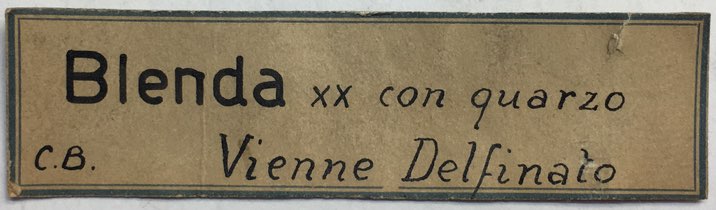 Blenda xx con quarzo
C.B. Vienne Delfinato